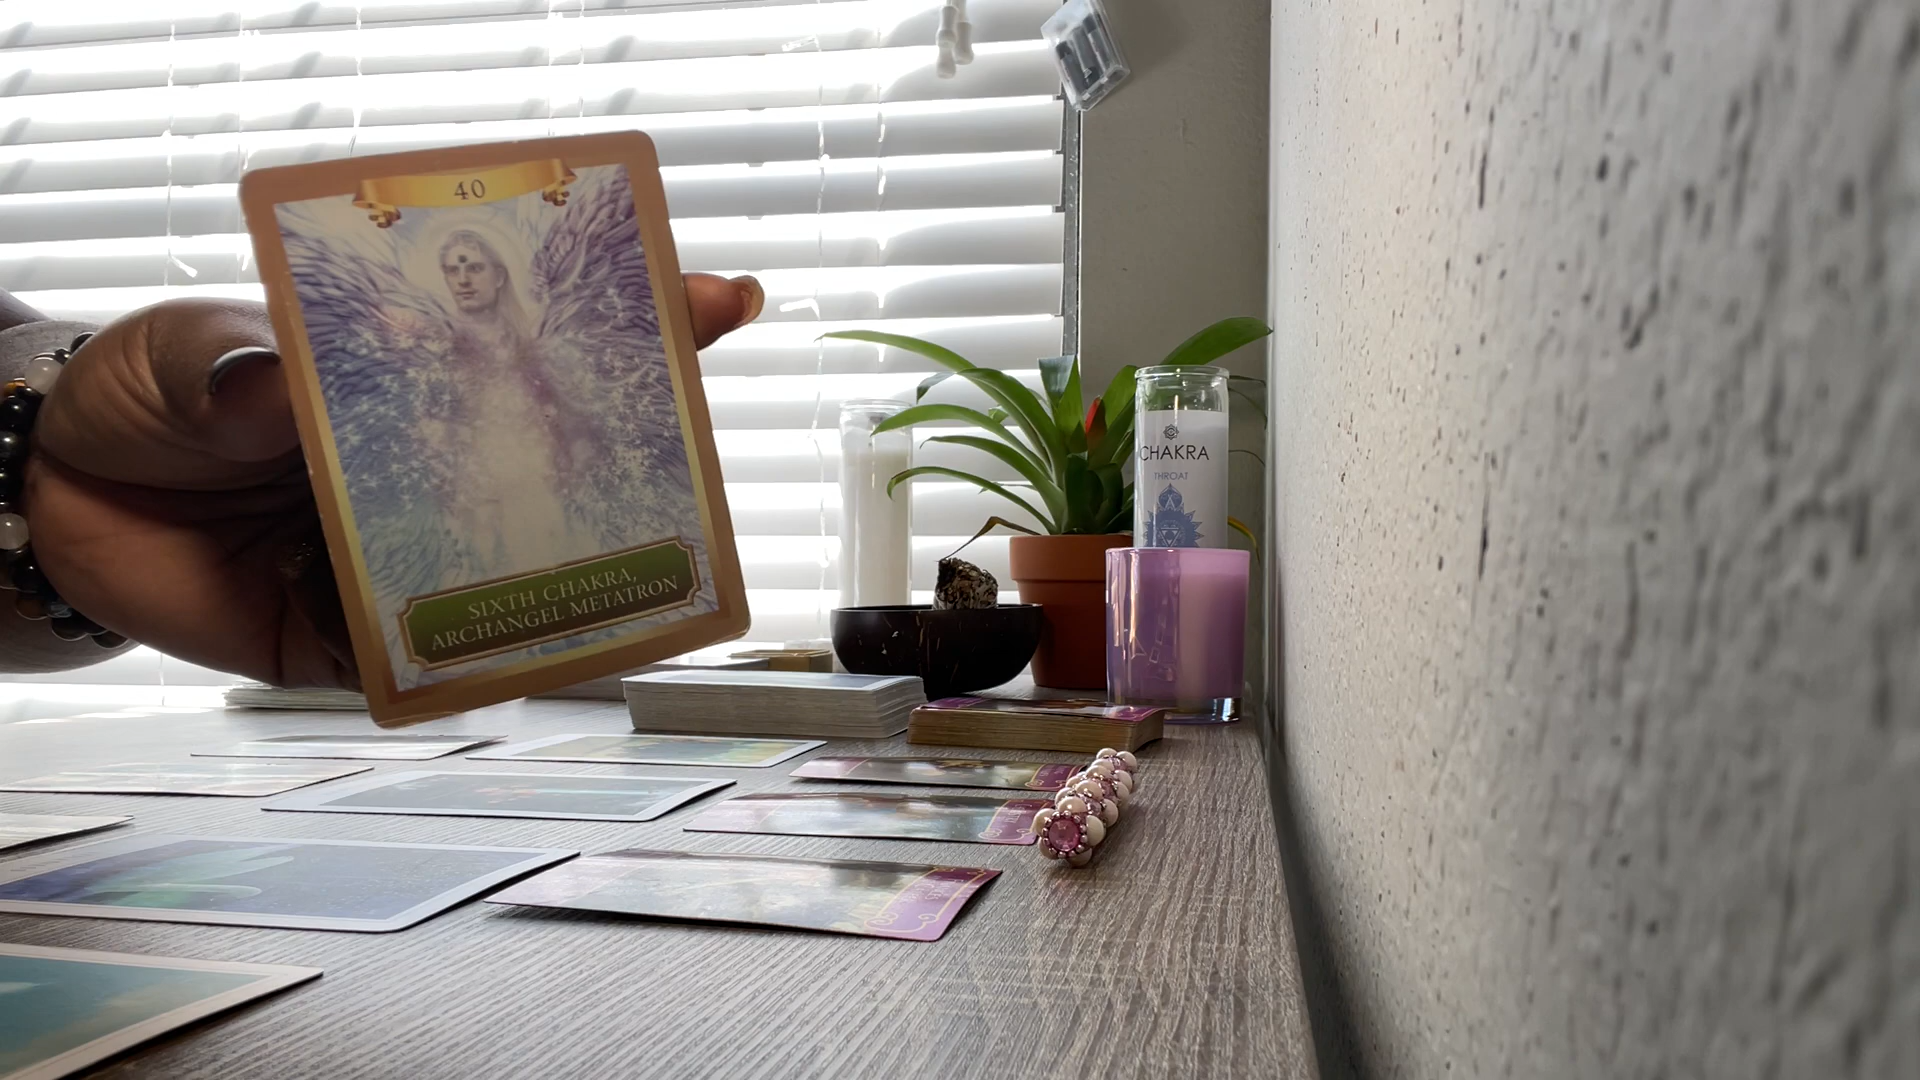 40
SIXTH CHAKRA,
ARCHANGEL METATRON
CHAKRA
THROAT